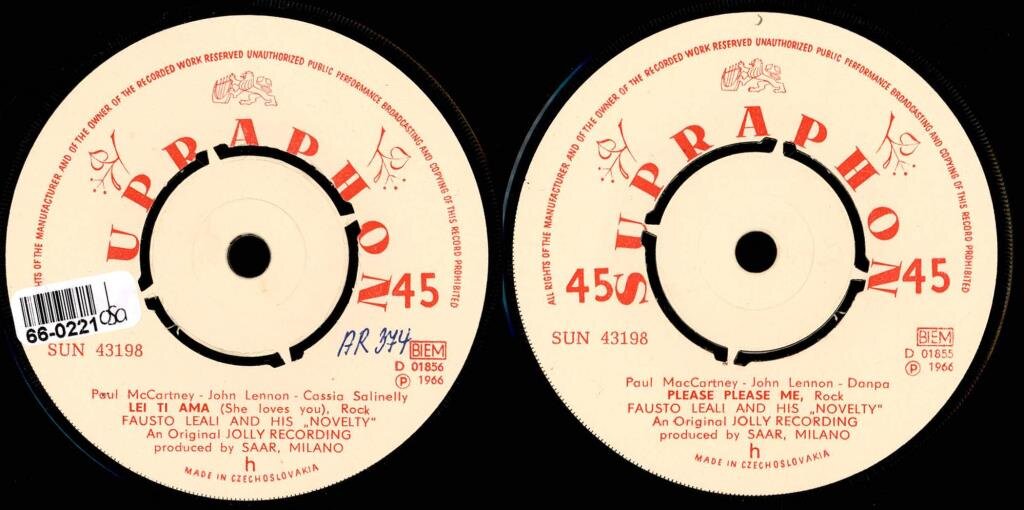 HTS OF THE MANUFACTURER AND OF THE OWNER OF THE RECORDED WORK RESERVED UNAUTHORIZED PUBLIC PERFORMANCE BROADCASTING AND COPYING OF THIS RECORD PROHIBITED
UPRAPHON
45
66-0221
SUN 43198
AR 374
BIEM
D 01856
Ⓟ 1966
Paul McCartney - John Lennon - Cassia Salinelly
LEI TI AMA (She loves you), Rock
FAUSTO LEALI AND HIS „NOVELTY"
An Original JOLLY RECORDING
produced by SAAR, MILANO
h
MADE IN CZECHOSLOVAKIA
ALL RIGHTS OF THE MANUFACTURER AND OF THE OWNER OF THE RECORDED WORK RESERVED UNAUTHORIZED PUBLIC PERFORMANCE BROADCASTING AND COPYING OF THIS RECORD PROHIBITED
SUPRAPHON
45
45
SUN 43198
BIEM
D 01855
Ⓟ 1966
Paul MacCartney - John Lennon - Danpa
PLEASE PLEASE ME, Rock
FAUSTO LEALI AND HIS „NOVELTY"
An Original JOLLY RECORDING
produced by SAAR, MILANO
h
MADE IN CZECHOSLOVAKIA